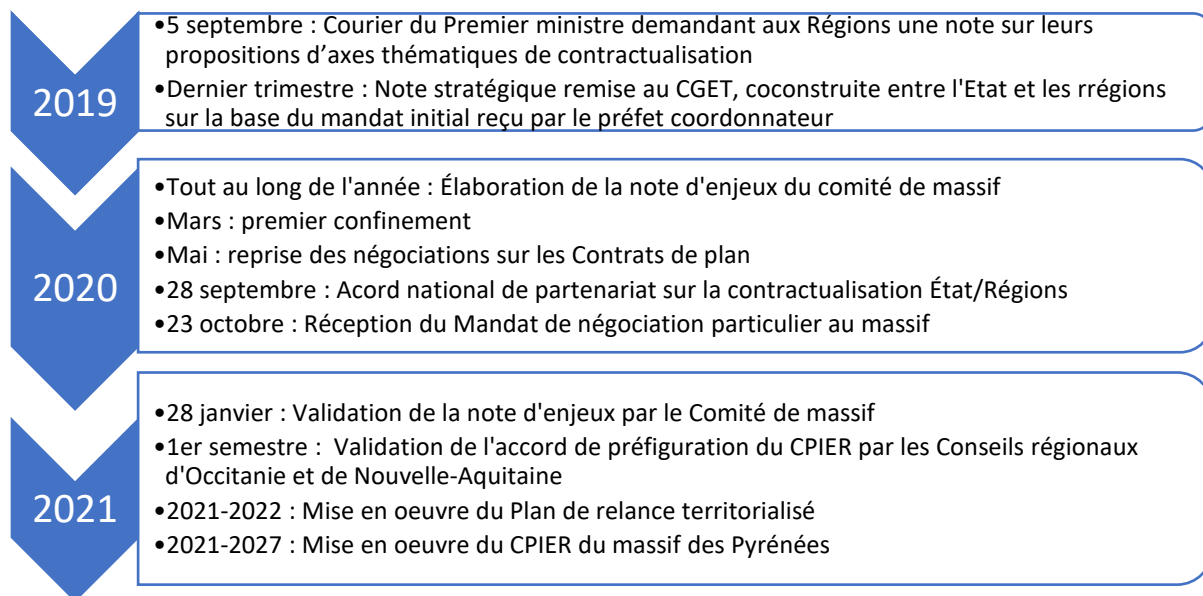 2019
•5 septembre : Courier du Premier ministre demandant aux Régions une note sur leurs
propositions d’axes thématiques de contractualisation
•Dernier trimestre : Note stratégique remise au CGET, coconstruite entre l'Etat et les rrégions
sur la base du mandat initial reçu par le préfet coordonnateur
2020
•Tout au long de l'année : Élaboration de la note d'enjeux du comité de massif
•Mars : premier confinement
•Mai : reprise des négociations sur les Contrats de plan
•28 septembre : Acord national de partenariat sur la contractualisation État/Régions
•23 octobre : Réception du Mandat de négociation particulier au massif
2021
•28 janvier : Validation de la note d'enjeux par le Comité de massif
•1er semestre :  Validation de l'accord de préfiguration du CPIER par les Conseils régionaux
d'Occitanie et de Nouvelle-Aquitaine
•2021-2022 : Mise en oeuvre du Plan de relance territorialisé
•2021-2027 : Mise en oeuvre du CPIER du massif des Pyrénées